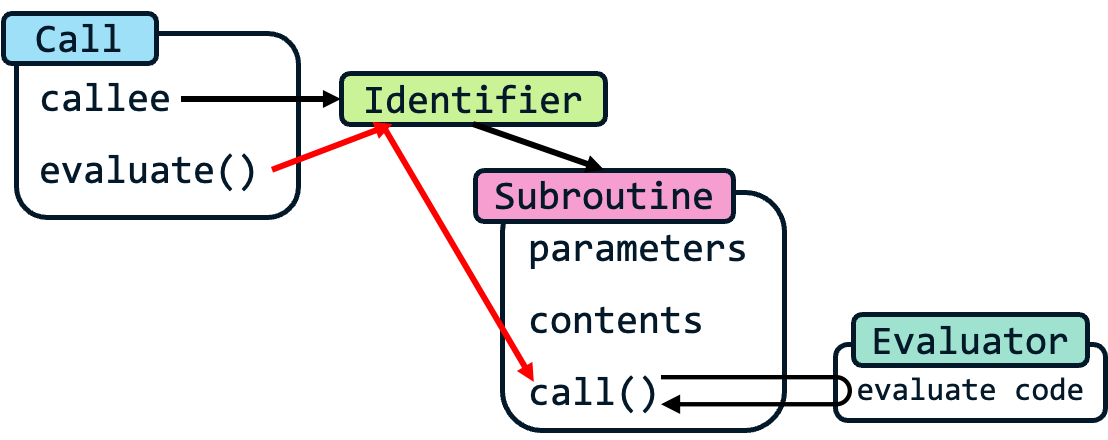 Call
callee
evaluate()
Identifier
Subroutine
parameters
contents
call()
Evaluator
evaluate code